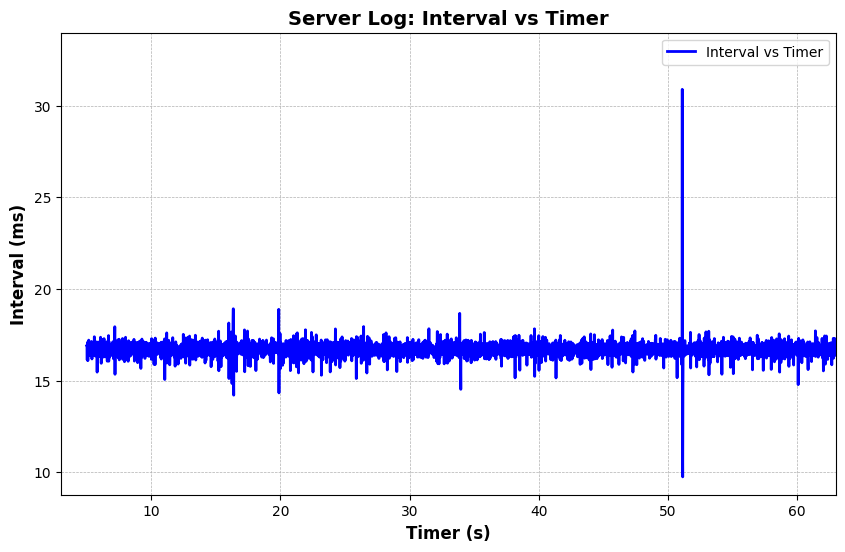 Server Log: Interval vs Timer
Interval vs Timer
30
25
20
15
10
Interval (ms)
10 20 30 40 50 60
Timer (s)